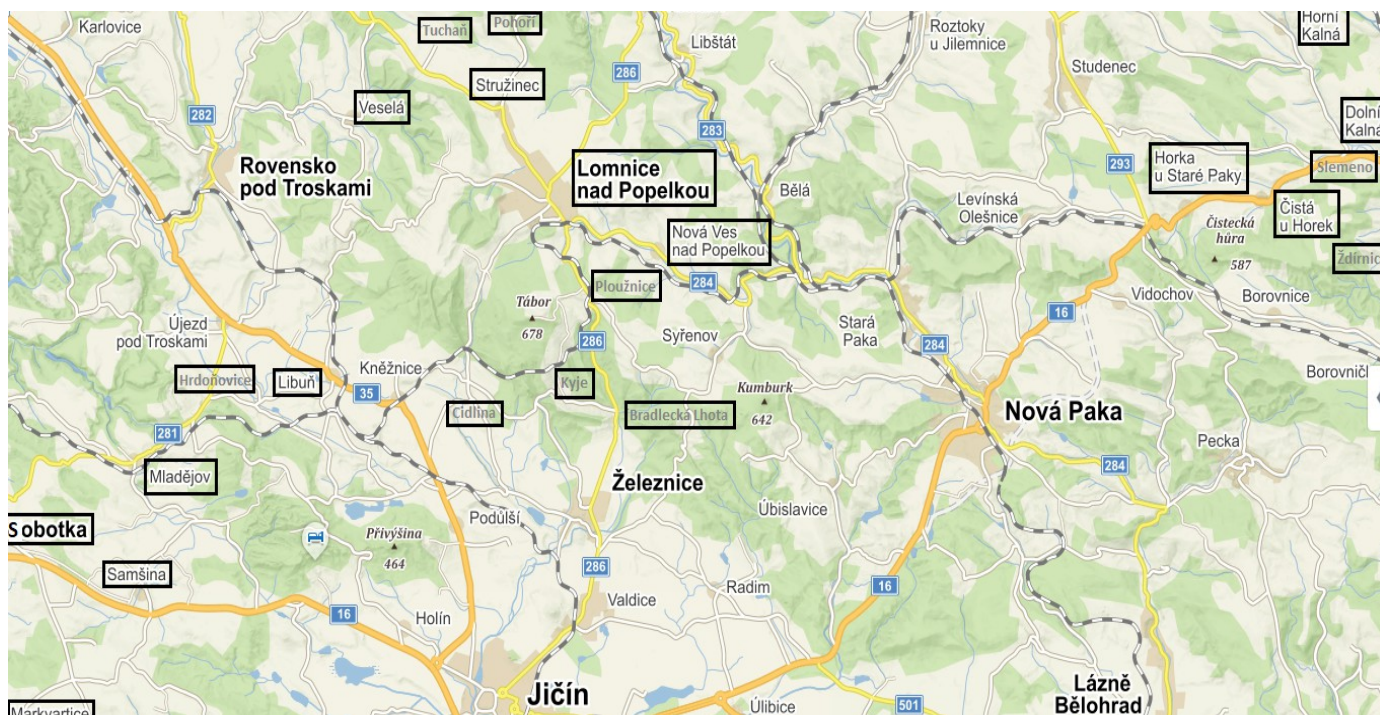 Karlovice
Tuchaň
Pohoří
Libštát
Roztoky
u Jilemnice
Horní
Kalná
286
Stružinec
Studenec
Veselá
282
283
Dolní
Kalná
Rovensko
pod Troskami
Lomnice
nad Popelkou
293
Horka
u Staré Paky
Slemeno
Bělá
Levínská
Olešnice
Čistá
u Horek
Čistecká
húra
587
Nová Ves
nad Popelkou
Ždírnic
Ploužnice
284
Tábor
678
Vidochov
Borovnice
16
Újezd
pod Troskami
286
Syřenov
Stará
Paka
284
Kněžnice
Borovničk
Hrdoňovice
Libuň
35
Kyje
Kumburk
642
Cidlina
Bradlecká Lhota
Nová Paka
281
Pecka
Mladějov
Železnice
284
Sobotka
Podůlší
Úbislavice
Přivýšina
464
Samšina
286
16
Radim
16
Holín
Valdice
Jičín
Lázně
Bělohrad
Úlibice
501
Markvartice